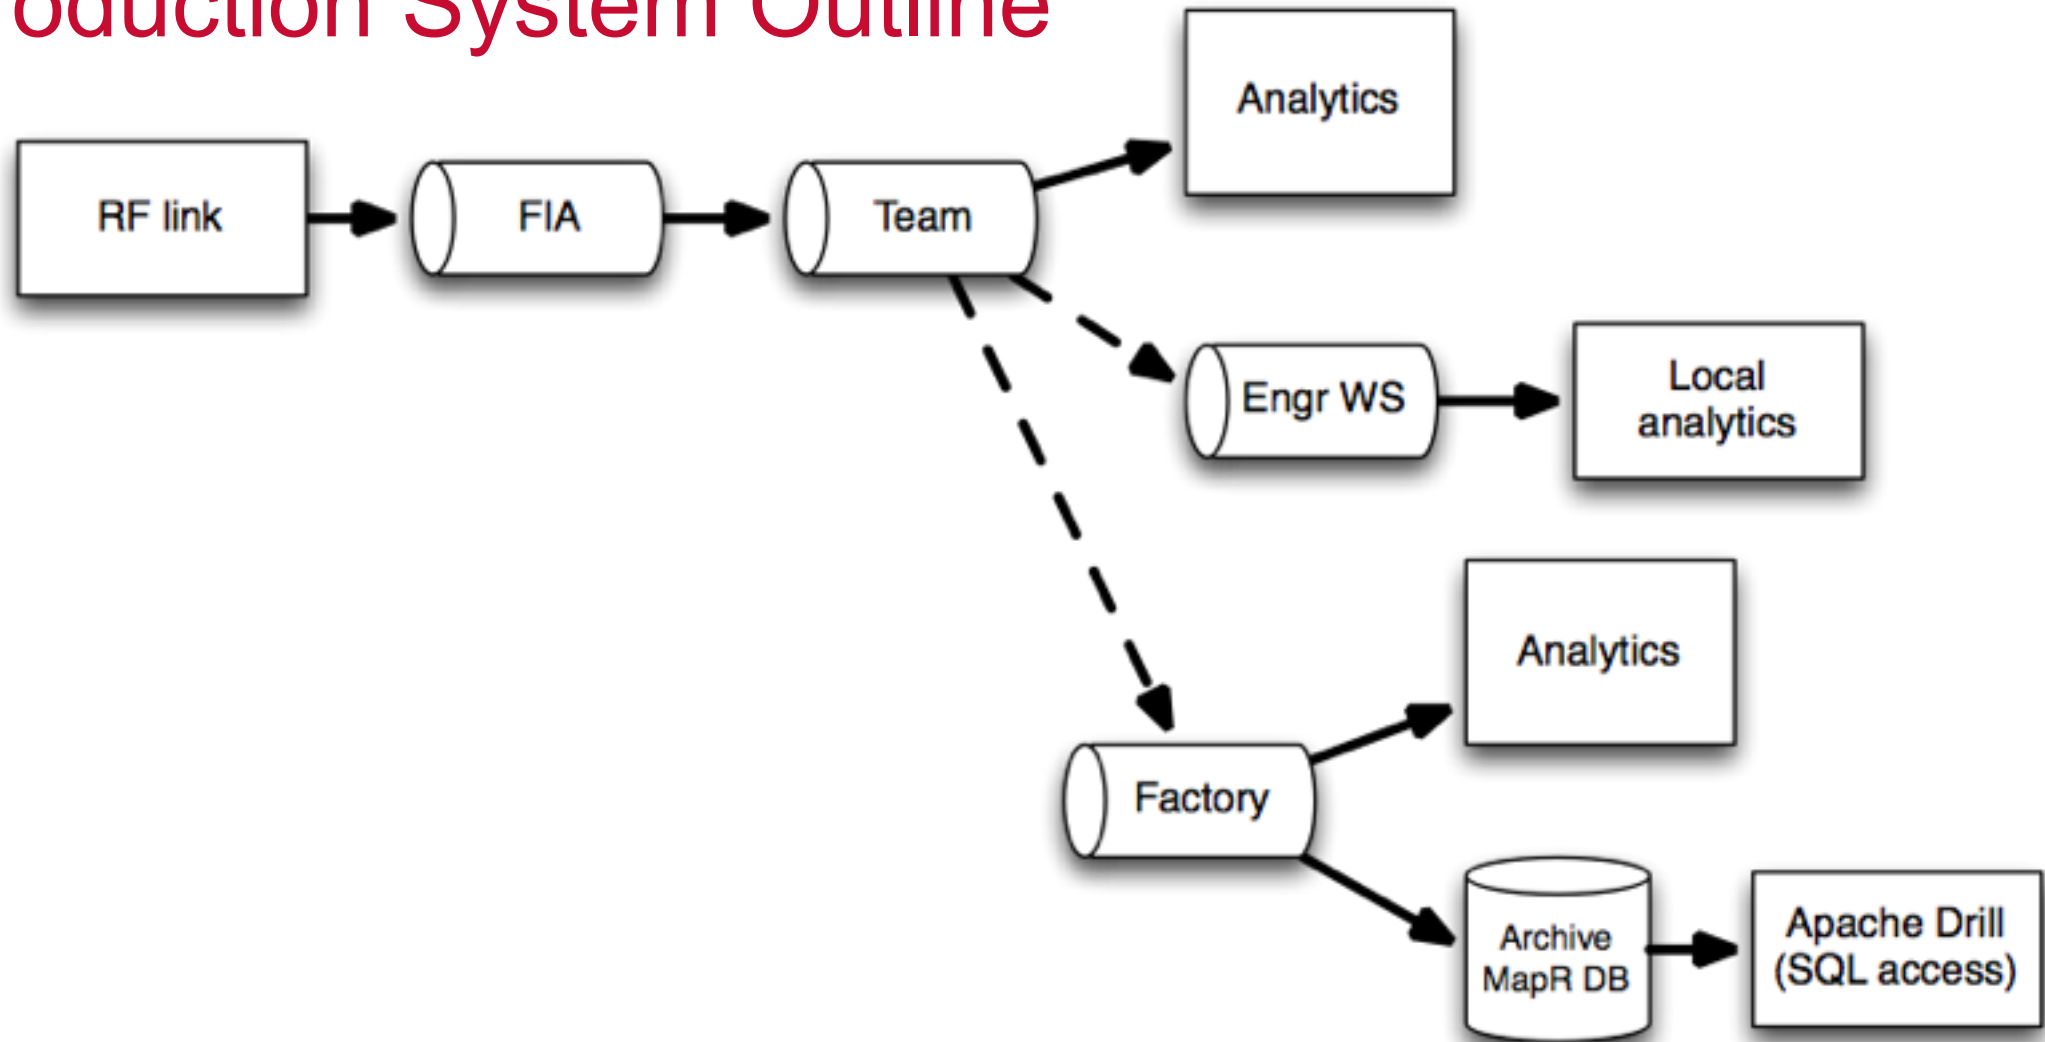 oduction System Outline
Analytics
RF link
FIA
Team
Engr WS
Local
analytics
Analytics
Factory
Archive
MapR DB
Apache Drill
(SQL access)